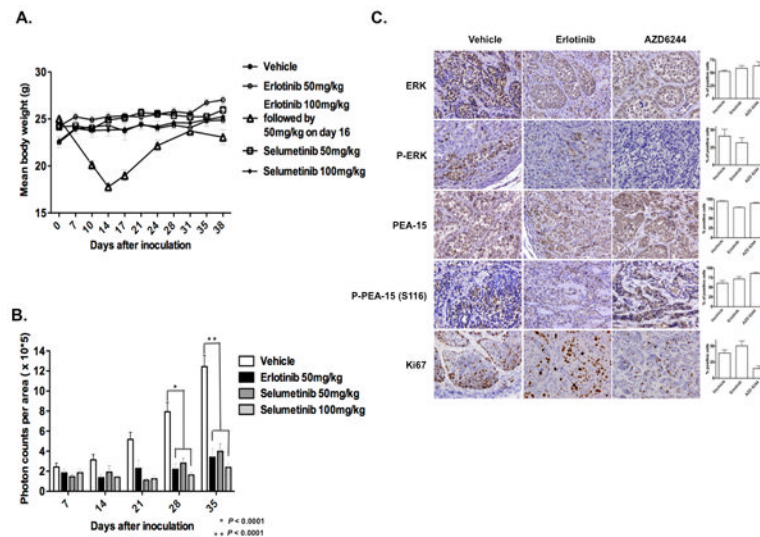 A.
Mean body weight (g)
30
25
20
15
0 7 10 14 17 21 24 28 31 35 38
Days after inoculation
Vehicle
Erlotinib 50mg/kg
Erlotinib 100mg/kg
followed by
50mg/kg on day 16
Selumetinib 50mg/kg
Selumetinib 100mg/kg
B.
Photon counts per area (x 10*5)
14
12
10
8
6
4
2
0
7 14 21 28 35
Days after inoculation
*
**
Vehicle
Erlotinib 50mg/kg
Selumetinib 50mg/kg
Selumetinib 100mg/kg
* P < 0.0001
** P < 0.0001
C.
Vehicle Erlotinib AZD6244
ERK
P-ERK
PEA-15
P-PEA-15 (S116)
Ki67